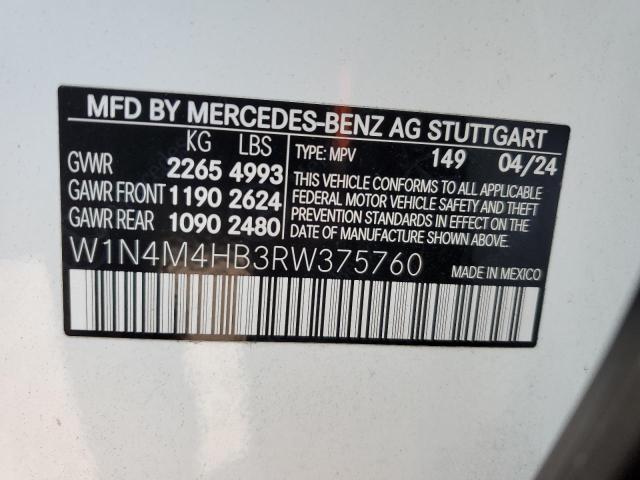 MFD BY MERCEDES-BENZ AG STUTTGART
KG LBS
GVWR 2265 4993
GAWR FRONT 1190 2624
GAWR REAR 1090 2480
TYPE: MPV 149 04/24
THIS VEHICLE CONFORMS TO ALL APPLICABLE
FEDERAL MOTOR VEHICLE SAFETY AND THEFT
PREVENTION STANDARDS IN EFFECT ON THE
DATE OF MANUFACTURE SHOWN ABOVE.
W1N4M4HB3RW375760
MADE IN MEXICO